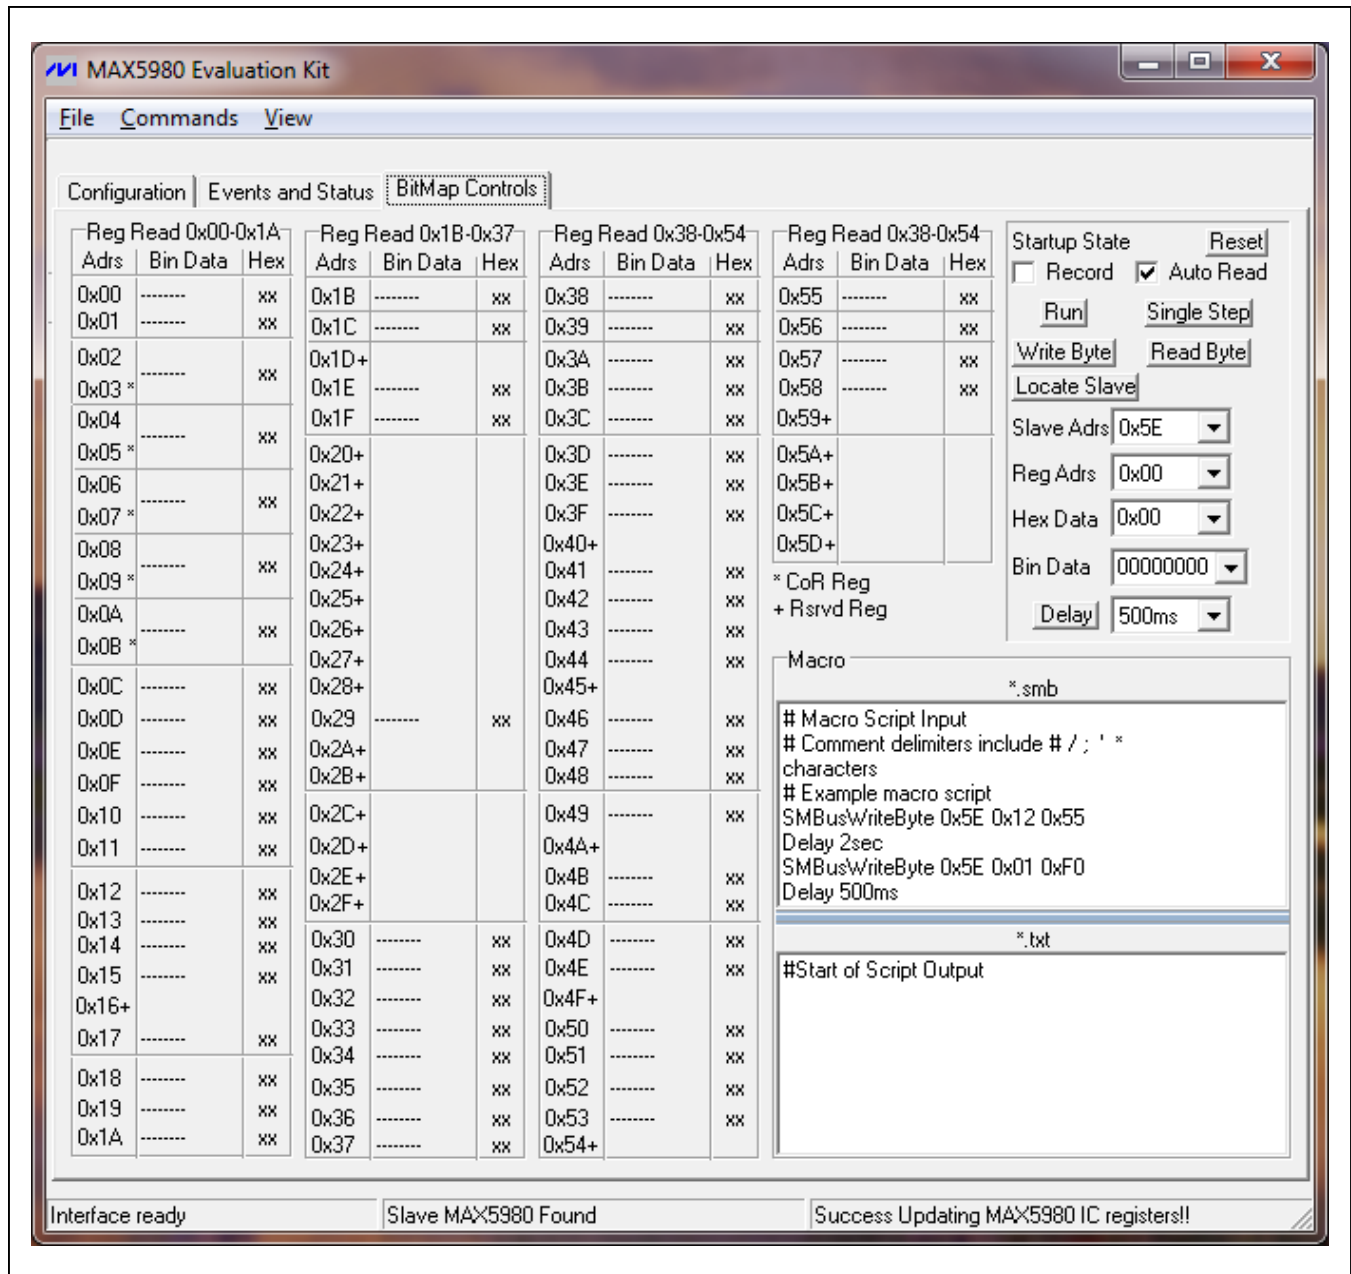 MAX5980 Evaluation Kit
File Commands View
Configuration Events and Status BitMap Controls
Reg Read 0x00-0x1A
Adrs Bin Data Hex
0x00 -------- xx
0x01 -------- xx
0x02
-------- xx
0x03 *
0x04
-------- xx
0x05 *
0x06
-------- xx
0x07 *
0x08
-------- xx
0x09 *
0x0A
-------- xx
0x0B *
0x0C -------- xx
0x0D -------- xx
0x0E -------- xx
0x0F -------- xx
0x10 -------- xx
0x11 -------- xx
0x12 -------- xx
0x13 -------- xx
0x14 -------- xx
0x15 -------- xx
0x16+
0x17 -------- xx
0x18 -------- xx
0x19 -------- xx
0x1A -------- xx
Reg Read 0x1B-0x37
Adrs Bin Data Hex
0x1B -------- xx
0x1C -------- xx
0x1D+
0x1E -------- xx
0x1F -------- xx
0x20+
0x21+
0x22+
0x23+
0x24+
0x25+
0x26+
0x27+
0x28+
0x29 -------- xx
0x2A+
0x2B+
0x2C+
0x2D+
0x2E+
0x2F+
0x30 -------- xx
0x31 -------- xx
0x32 -------- xx
0x33 -------- xx
0x34 -------- xx
0x35 -------- xx
0x36 -------- xx
0x37 -------- xx
Reg Read 0x38-0x54
Adrs Bin Data Hex
0x38 -------- xx
0x39 -------- xx
0x3A -------- xx
0x3B -------- xx
0x3C -------- xx
0x3D -------- xx
0x3E -------- xx
0x3F -------- xx
0x40+
0x41 -------- xx
0x42 -------- xx
0x43 -------- xx
0x44 -------- xx
0x45+
0x46 -------- xx
0x47 -------- xx
0x48 -------- xx
0x49 -------- xx
0x4A+
0x4B -------- xx
0x4C -------- xx
0x4D -------- xx
0x4E -------- xx
0x4F+
0x50 -------- xx
0x51 -------- xx
0x52 -------- xx
0x53 -------- xx
0x54+
Reg Read 0x38-0x54
Adrs Bin Data Hex
0x55 -------- xx
0x56 -------- xx
0x57 -------- xx
0x58 -------- xx
0x59+
0x5A+
0x5B+
0x5C+
0x5D+
* CoR Reg
+ Rsrvd Reg
Startup State Reset
Record Auto Read
Run Single Step
Write Byte Read Byte
Locate Slave
Slave Adrs 0x5E
Reg Adrs 0x00
Hex Data 0x00
Bin Data 00000000
Delay 500ms
Macro
*.smb
# Macro Script Input
# Comment delimiters include # / ; ' *
characters
# Example macro script
SMBusWriteByte 0x5E 0x12 0x55
Delay 2sec
SMBusWriteByte 0x5E 0x01 0xF0
Delay 500ms
*.txt
#Start of Script Output
Interface ready Slave MAX5980 Found Success Updating MAX5980 IC registers!!